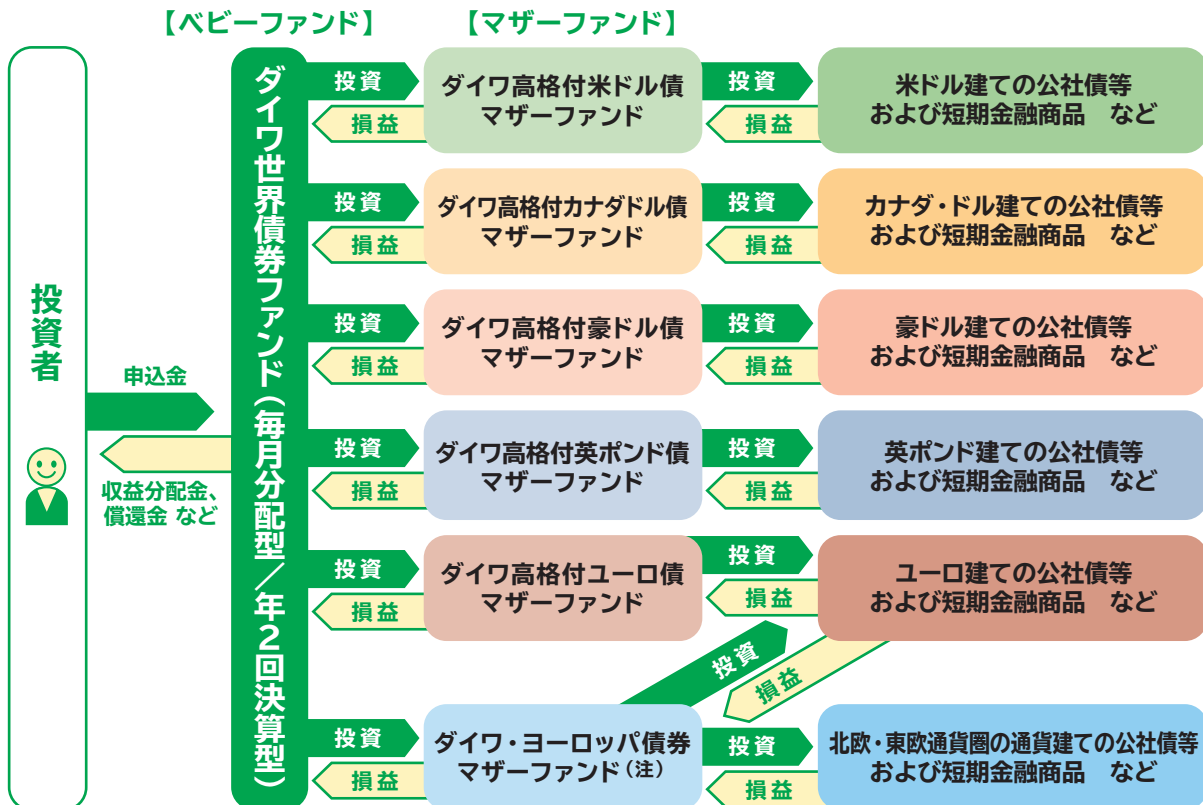 【ベビーファンド】
【マザーファンド】
投資者
申込金
収益分配金、
償還金 など
ダイワ世界債券ファンド（毎月分配型／年2回決算型）
投資
損益
ダイワ高格付米ドル債
マザーファンド
投資
損益
米ドル建ての公社債等
および短期金融商品 など
投資
損益
ダイワ高格付カナダドル債
マザーファンド
投資
損益
カナダ・ドル建ての公社債等
および短期金融商品 など
投資
損益
ダイワ高格付豪ドル債
マザーファンド
投資
損益
豪ドル建ての公社債等
および短期金融商品 など
投資
損益
ダイワ高格付英ポンド債
マザーファンド
投資
損益
英ポンド建ての公社債等
および短期金融商品 など
投資
損益
ダイワ高格付ユーロ債
マザーファンド
投資
損益
ユーロ建ての公社債等
および短期金融商品 など
投資
損益
投資
損益
ダイワ・ヨーロッパ債券
マザーファンド（注）
投資
損益
北欧・東欧通貨圏の通貨建ての公社債等
および短期金融商品 など